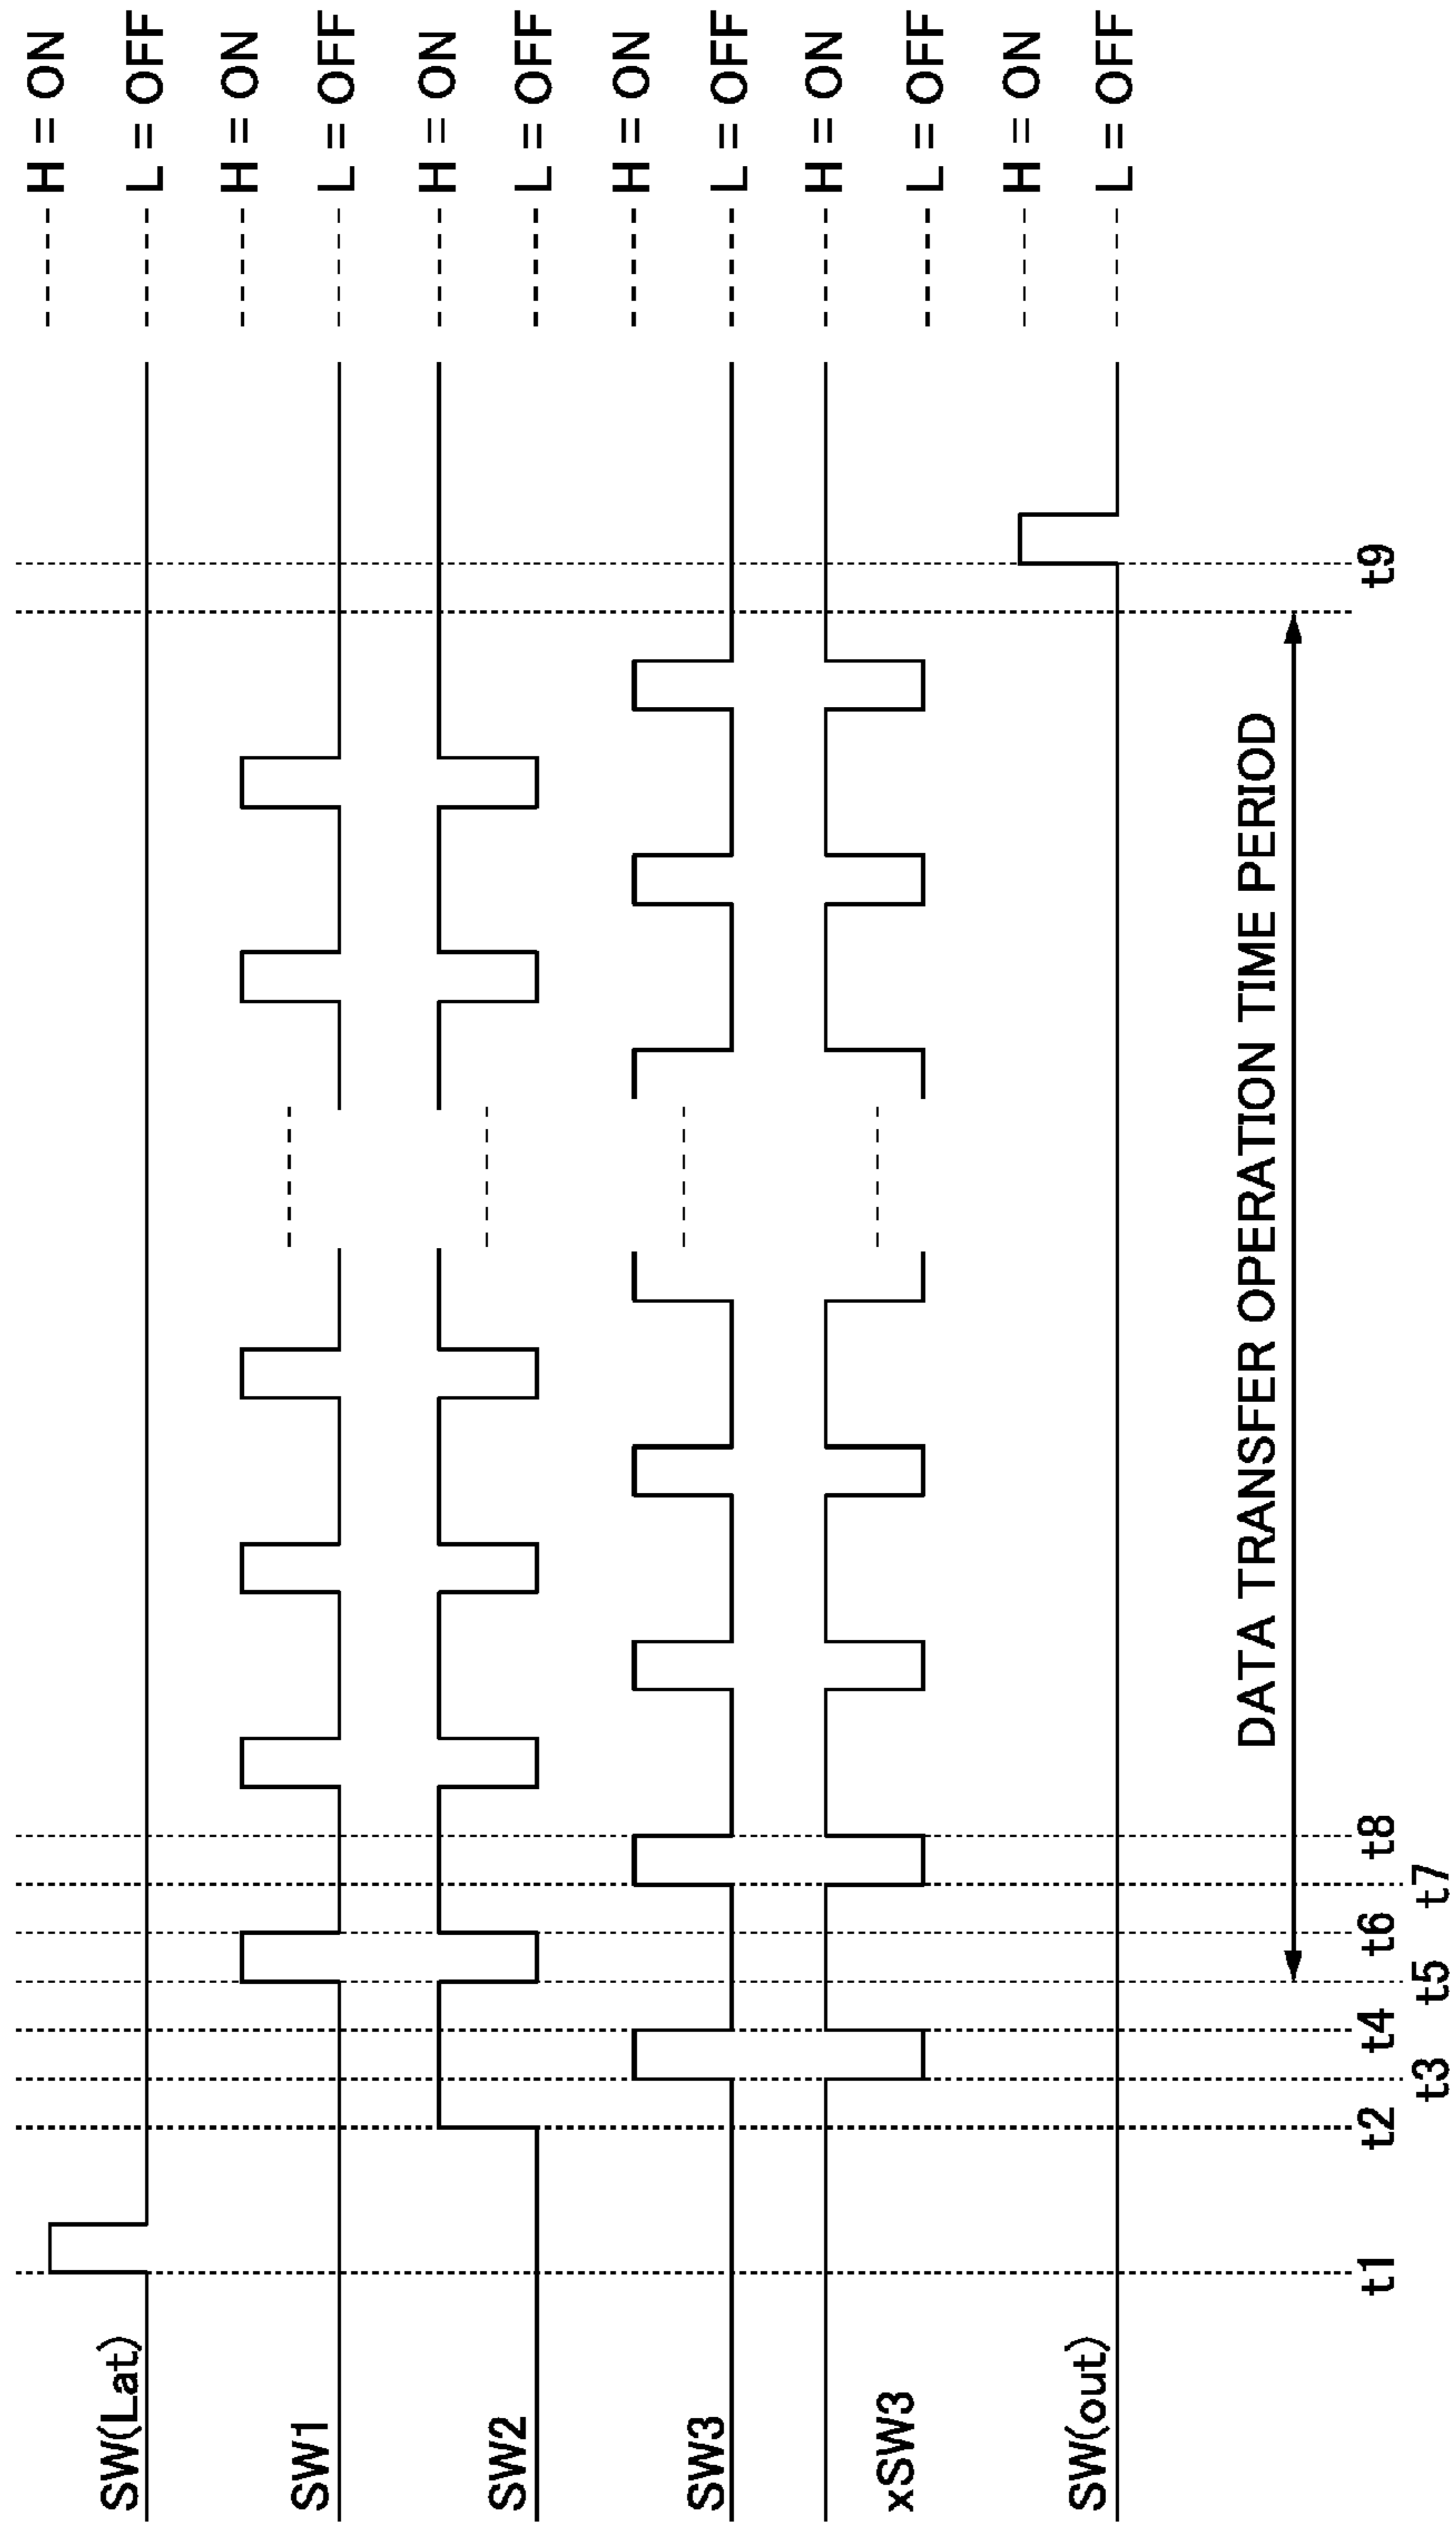 SW(Lat)
H = ON
L = OFF
SW1
H = ON
L = OFF
SW2
H = ON
L = OFF
SW3
H = ON
L = OFF
xSW3
H = ON
L = OFF
SW(out)
H = ON
L = OFF
DATA TRANSFER OPERATION TIME PERIOD
t1
t2
t3
t4
t5
t6
t7
t8
t9